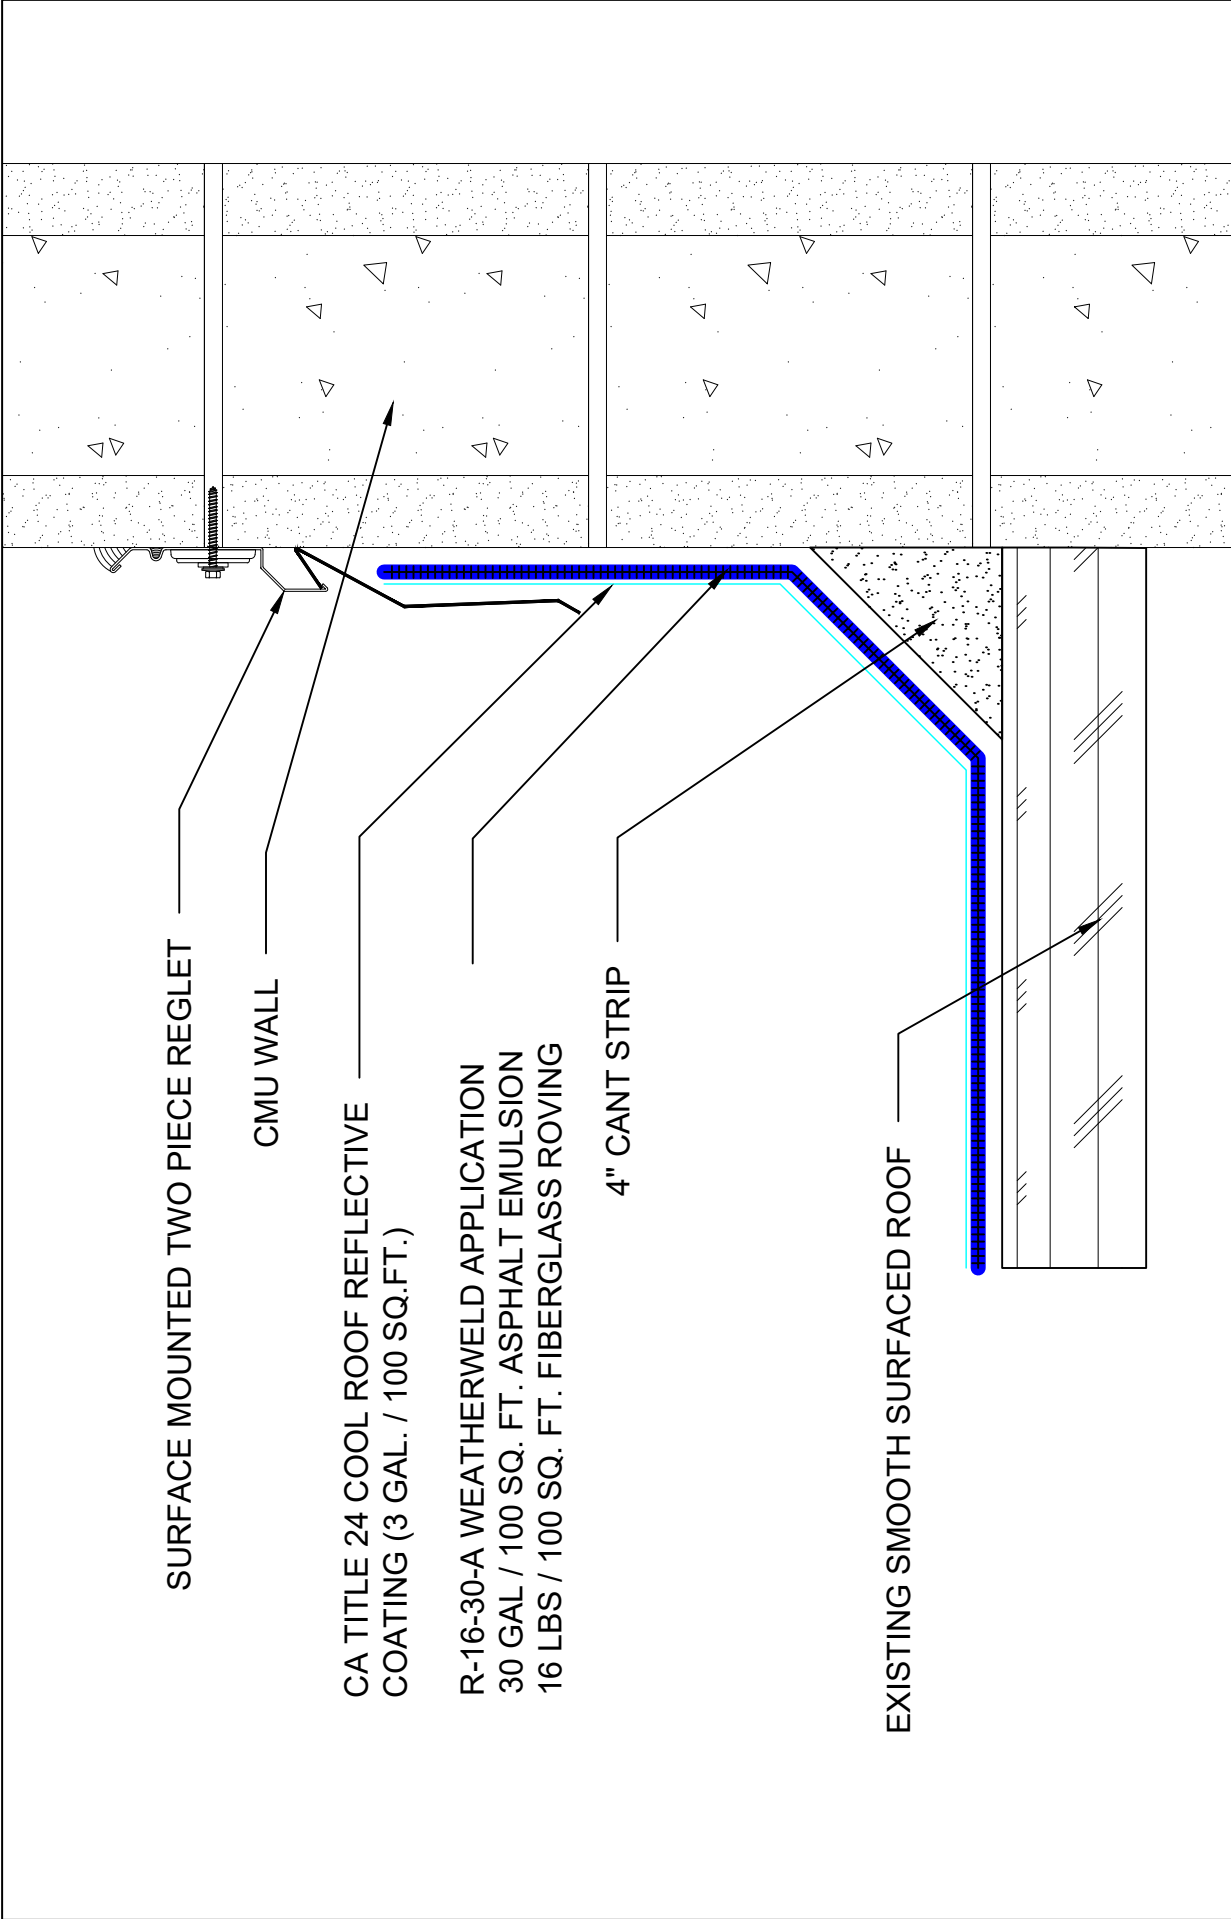 SURFACE MOUNTED TWO PIECE REGLET
CMU WALL
CA TITLE 24 COOL ROOF REFLECTIVE
COATING (3 GAL. / 100 SQ.FT.)
R-16-30-A WEATHERWELD APPLICATION
30 GAL / 100 SQ. FT. ASPHALT EMULSION
16 LBS / 100 SQ. FT. FIBERGLASS ROVING
4" CANT STRIP
EXISTING SMOOTH SURFACED ROOF